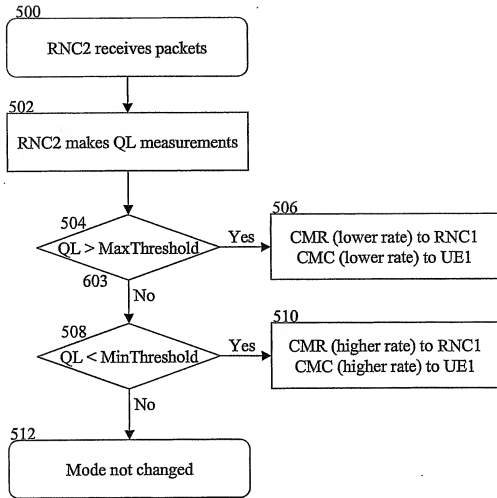 500
RNC2 receives packets
502
RNC2 makes QL measurements
504
QL > MaxThreshold
Yes
506
CMR (lower rate) to RNC1
CMC (lower rate) to UE1
603
No
508
QL < MinThreshold
Yes
510
CMR (higher rate) to RNC1
CMC (higher rate) to UE1
No
512
Mode not changed